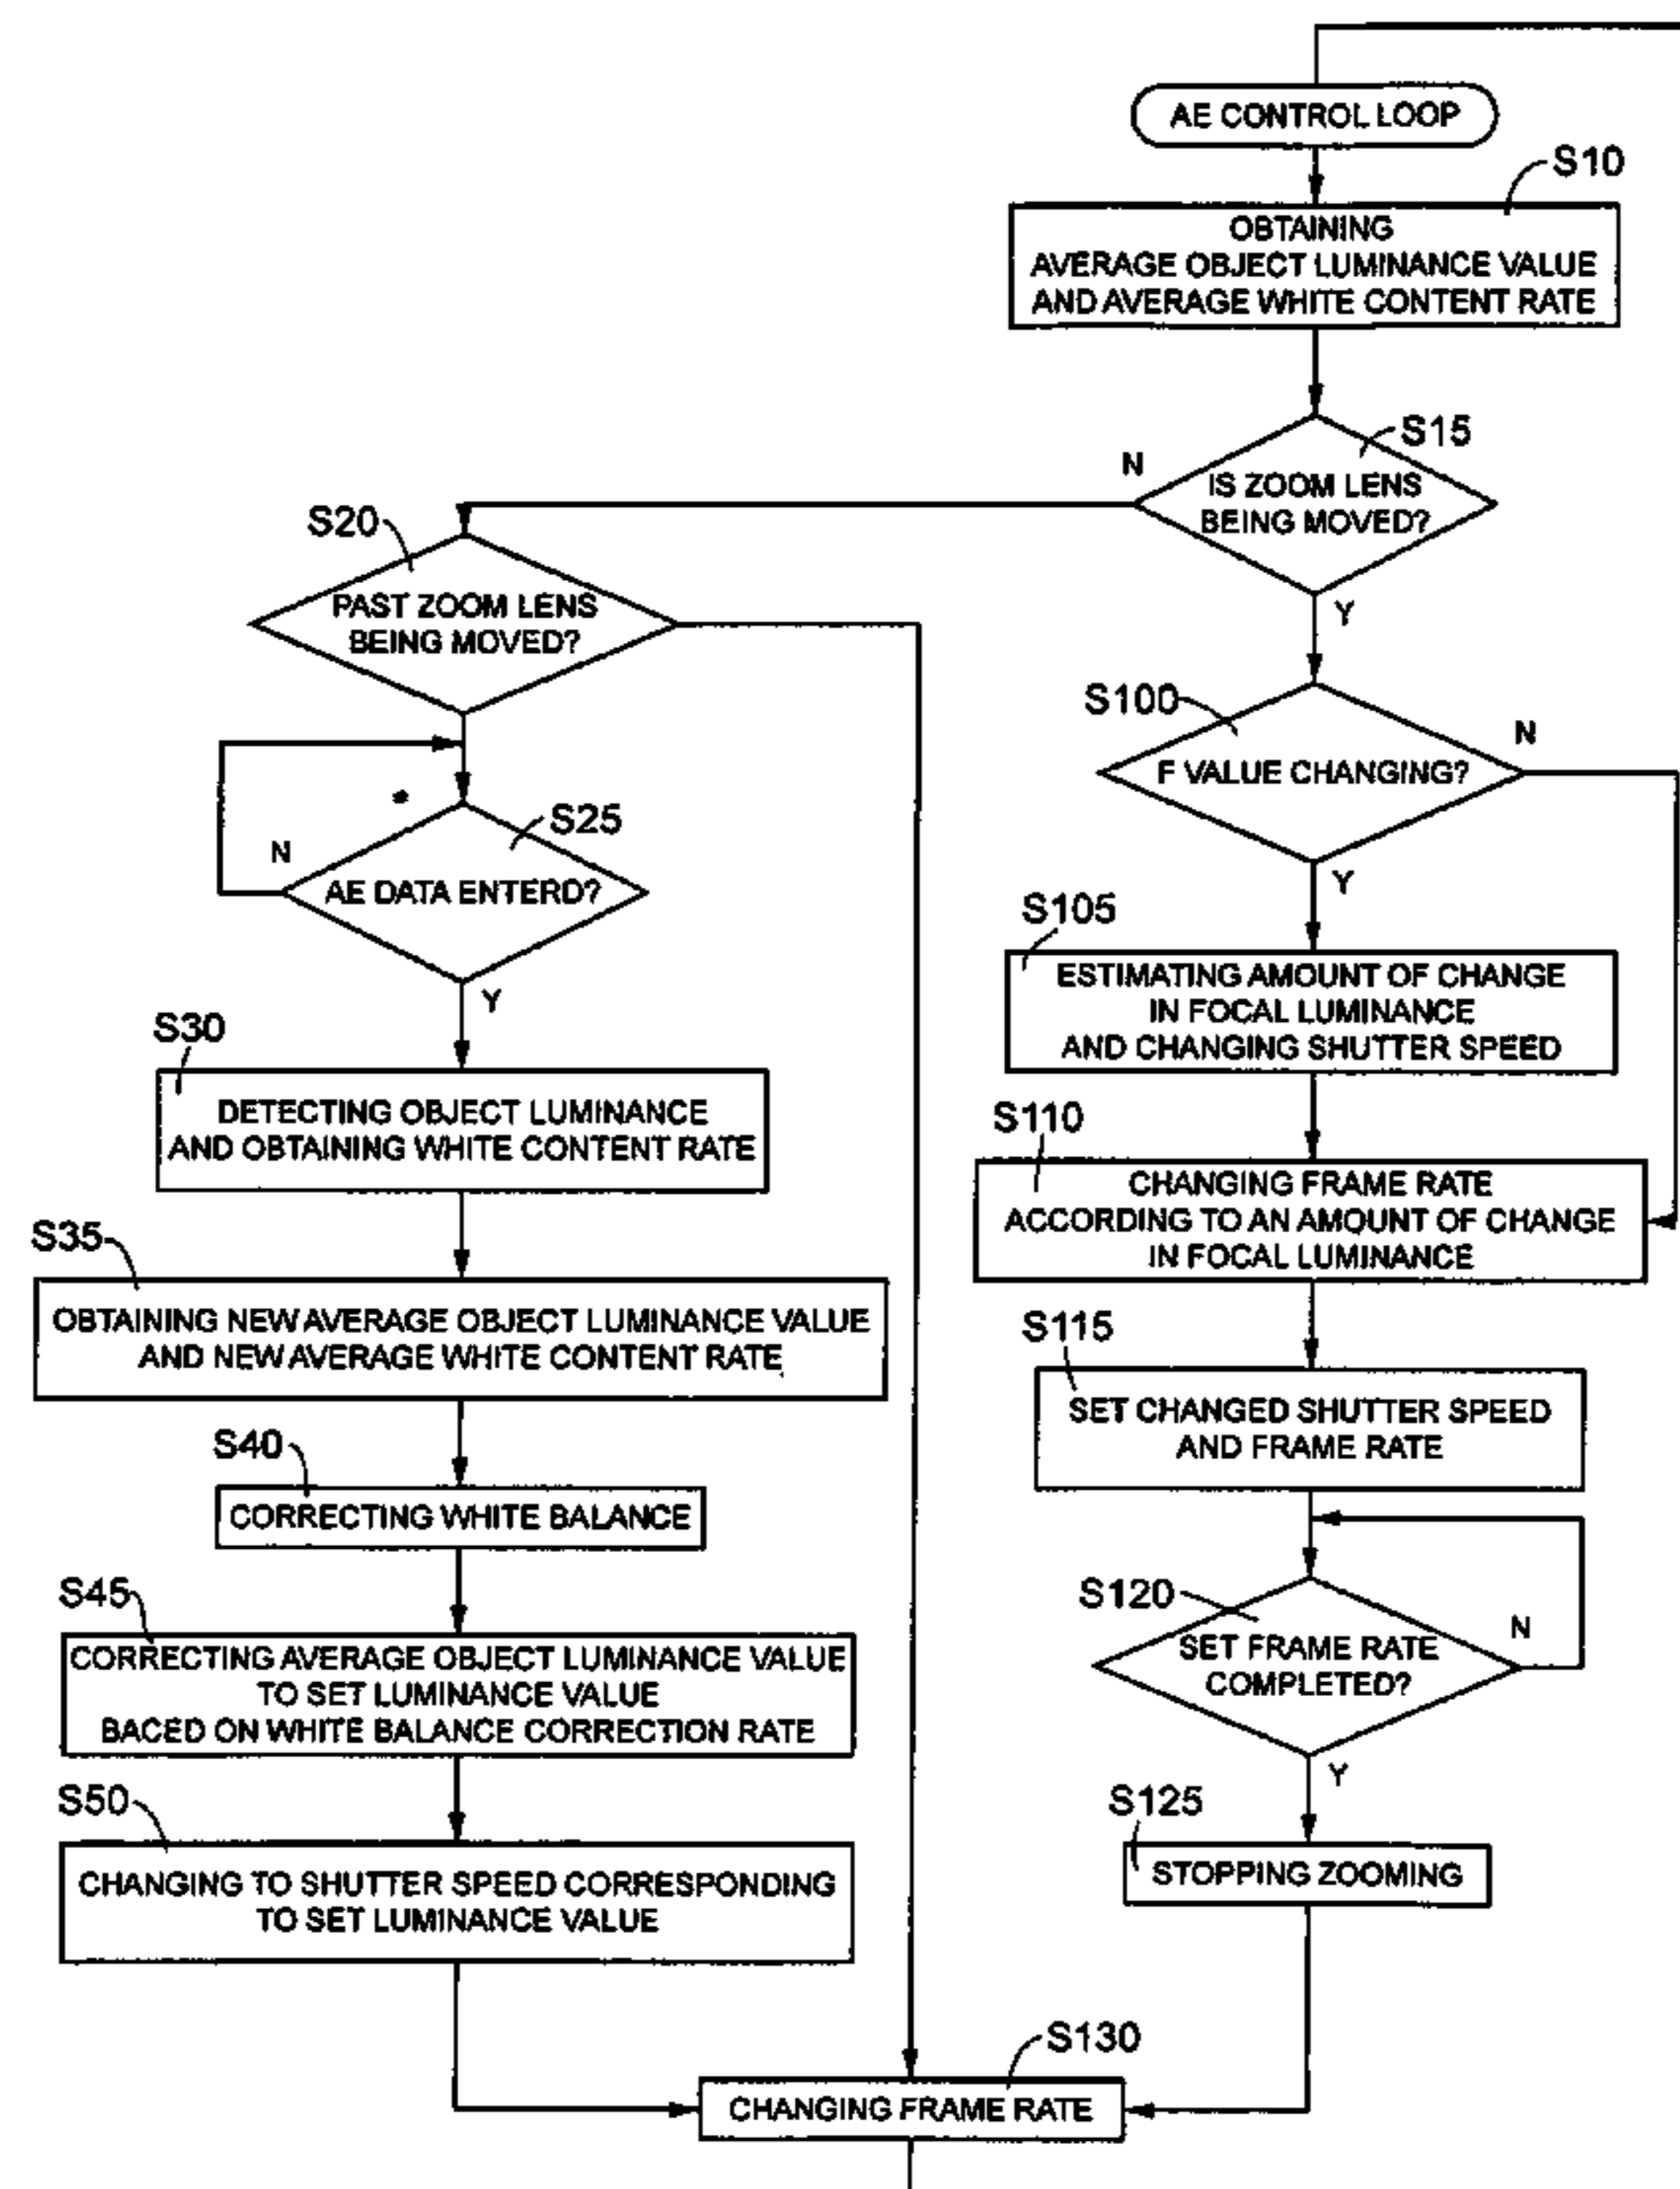 AE CONTROL LOOP
S10
OBTAINING
AVERAGE OBJECT LUMINANCE VALUE
AND AVERAGE WHITE CONTENT RATE
S15
N
IS ZOOM LENS
BEING MOVED?
Y
S20
PAST ZOOM LENS
BEING MOVED?
S25
N
AE DATA ENTERD?
Y
S30
DETECTING OBJECT LUMINANCE
AND OBTAINING WHITE CONTENT RATE
S35
OBTAINING NEW AVERAGE OBJECT LUMINANCE VALUE
AND NEW AVERAGE WHITE CONTENT RATE
S40
CORRECTING WHITE BALANCE
S45
CORRECTING AVERAGE OBJECT LUMINANCE VALUE
TO SET LUMINANCE VALUE
BACED ON WHITE BALANCE CORRECTION RATE
S50
CHANGING TO SHUTTER SPEED CORRESPONDING
TO SET LUMINANCE VALUE
S100
N
F VALUE CHANGING?
Y
S105
ESTIMATING AMOUNT OF CHANGE
IN FOCAL LUMINANCE
AND CHANGING SHUTTER SPEED
S110
CHANGING FRAME RATE
ACCORDING TO AN AMOUNT OF CHANGE
IN FOCAL LUMINANCE
S115
SET CHANGED SHUTTER SPEED
AND FRAME RATE
S120
N
SET FRAME RATE
COMPLETED?
Y
S125
STOPPING ZOOMING
S130
CHANGING FRAME RATE